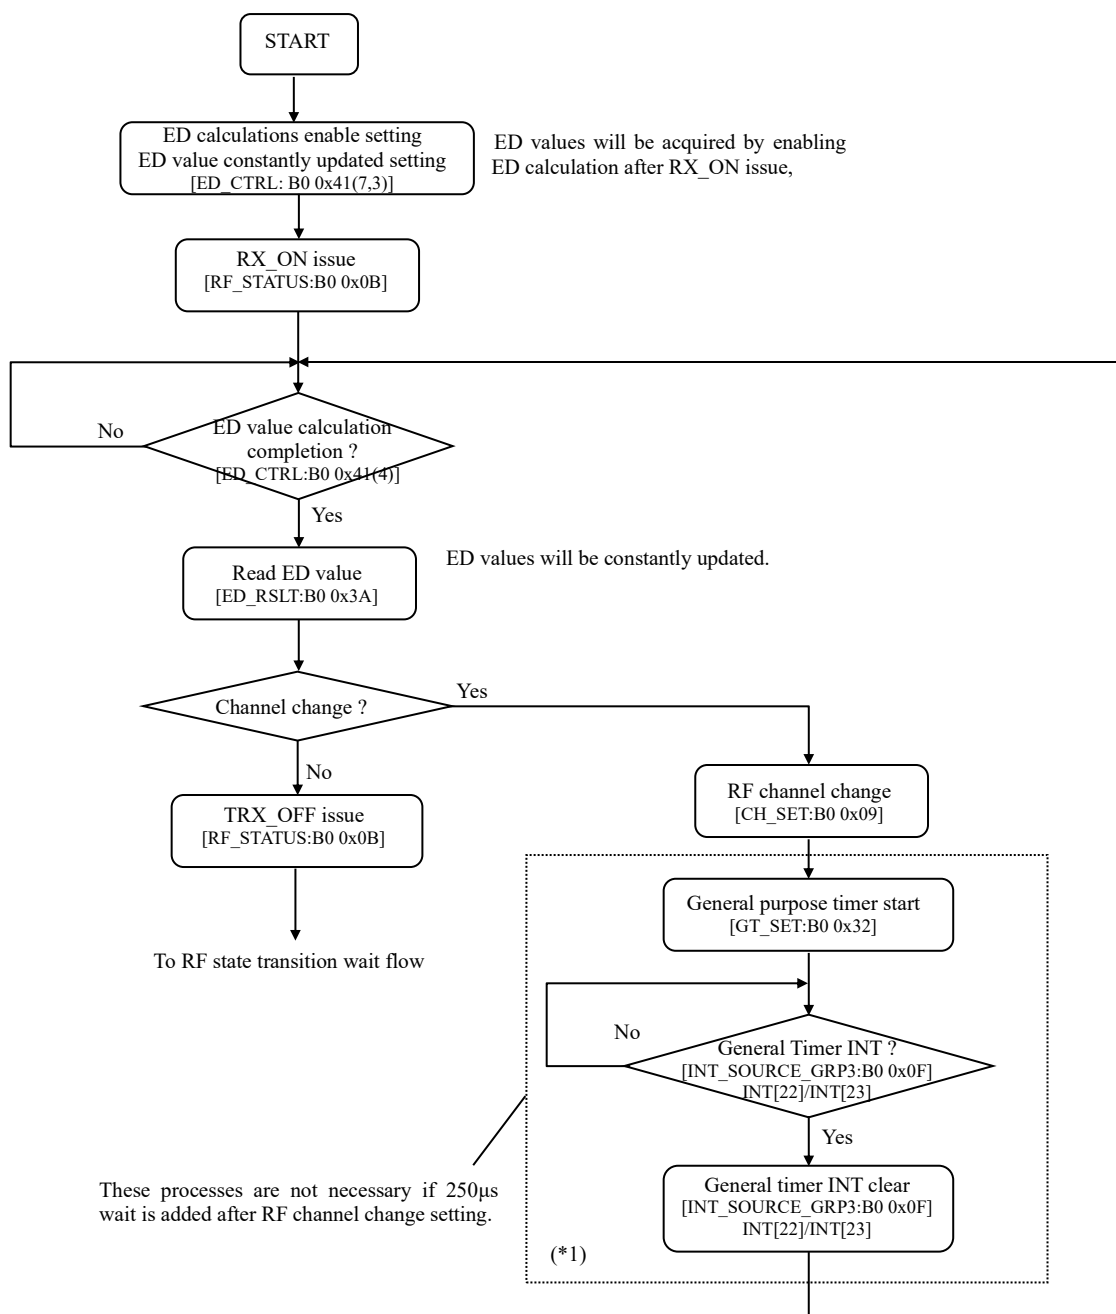 START
ED calculations enable setting
ED value constantly updated setting
[ED_CTRL: B0 0x41(7,3)]
ED values will be acquired by enabling
ED calculation after RX_ON issue,
RX_ON issue
[RF_STATUS:B0 0x0B]
No
ED value calculation
completion ?
[ED_CTRL:B0 0x41(4)]
Yes
Read ED value
[ED_RSLT:B0 0x3A]
ED values will be constantly updated.
Channel change ?
Yes
No
TRX_OFF issue
[RF_STATUS:B0 0x0B]
To RF state transition wait flow
RF channel change
[CH_SET:B0 0x09]
General purpose timer start
[GT_SET:B0 0x32]
No
General Timer INT ?
[INT_SOURCE_GRP3:B0 0x0F]
INT[22]/INT[23]
Yes
General timer INT clear
[INT_SOURCE_GRP3:B0 0x0F]
INT[22]/INT[23]
These processes are not necessary if 250μs
wait is added after RF channel change setting.
(*1)